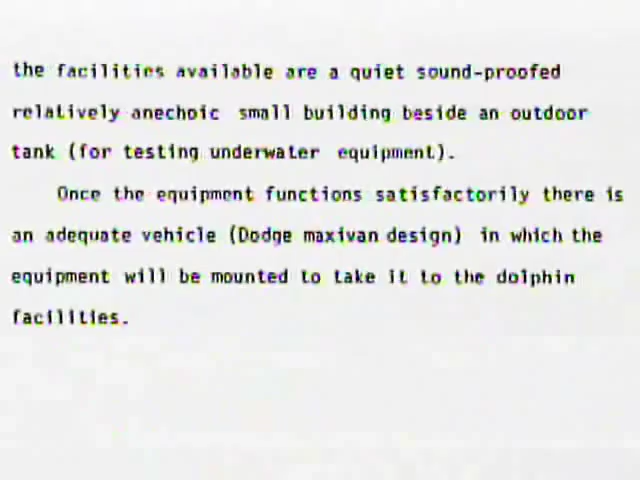 the facilities available are a quiet sound-proofed
relatively anechoic small building beside an outdoor
tank (for testing underwater equipment).
Once the equipment functions satisfactorily there is
an adequate vehicle (Dodge maxivan design) in which the
equipment will be mounted to take it to the dolphin
facilities.